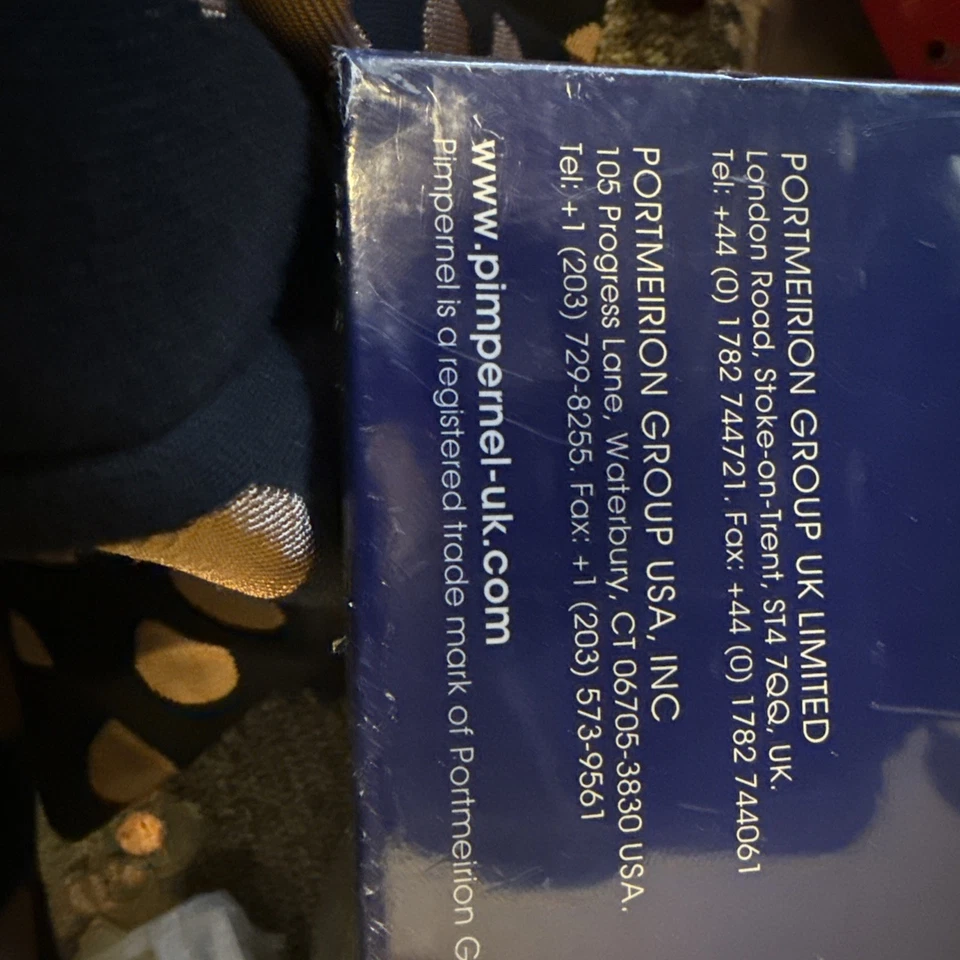 PORTMEIRION GROUP UK LIMITED
London Road, Stoke-on-Trent, ST4 7QQ, UK.
Tel: +44 (0) 1782 744721. Fax: +44 (0) 1782 744061
PORTMEIRION GROUP USA, INC
105 Progress Lane, Waterbury, CT 06705-3830 USA.
Tel: +1 (203) 729-8255. Fax: +1 (203) 573-9561
www.pimpernel-uk.com
Pimpernel is a registered trade mark of Portmeirion G